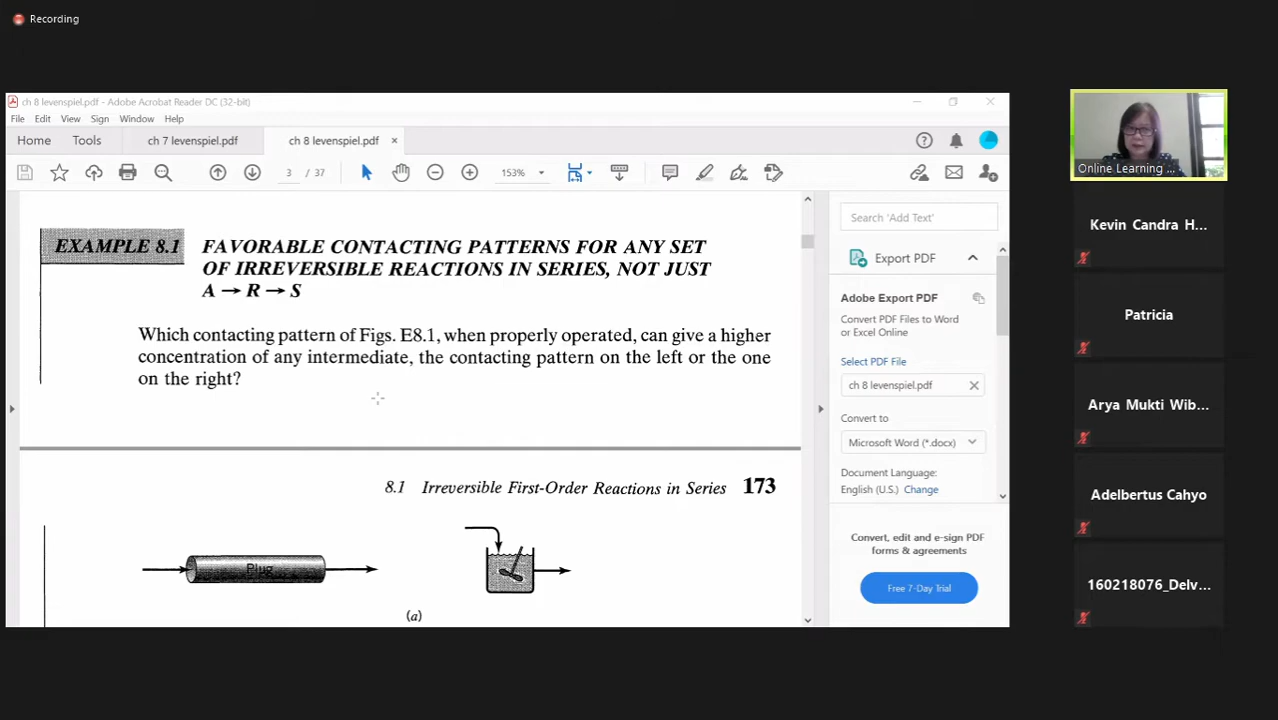 Recording
ch 8 levenspiel.pdf - Adobe Acrobat Reader DC (32-bit)
File Edit View Sign Window Help
Home Tools ch 7 levenspiel.pdf ch 8 levenspiel.pdf ×
3 / 37 153%
EXAMPLE 8.1 FAVORABLE CONTACTING PATTERNS FOR ANY SET
OF IRREVERSIBLE REACTIONS IN SERIES, NOT JUST
A → R → S
Which contacting pattern of Figs. E8.1, when properly operated, can give a higher
concentration of any intermediate, the contacting pattern on the left or the one
on the right?
8.1 Irreversible First-Order Reactions in Series 173
Plug
(a)
Search 'Add Text'
Export PDF
Adobe Export PDF
Convert PDF Files to Word
or Excel Online
Select PDF File
ch 8 levenspiel.pdf
Convert to
Microsoft Word (*.docx)
Document Language:
English (U.S.) Change
Convert, edit and e-sign PDF
forms & agreements
Free 7-Day Trial
Online Learning ...
Kevin Candra H...
Patricia
Arya Mukti Wib...
Adelbertus Cahyo
160218076_Delv...